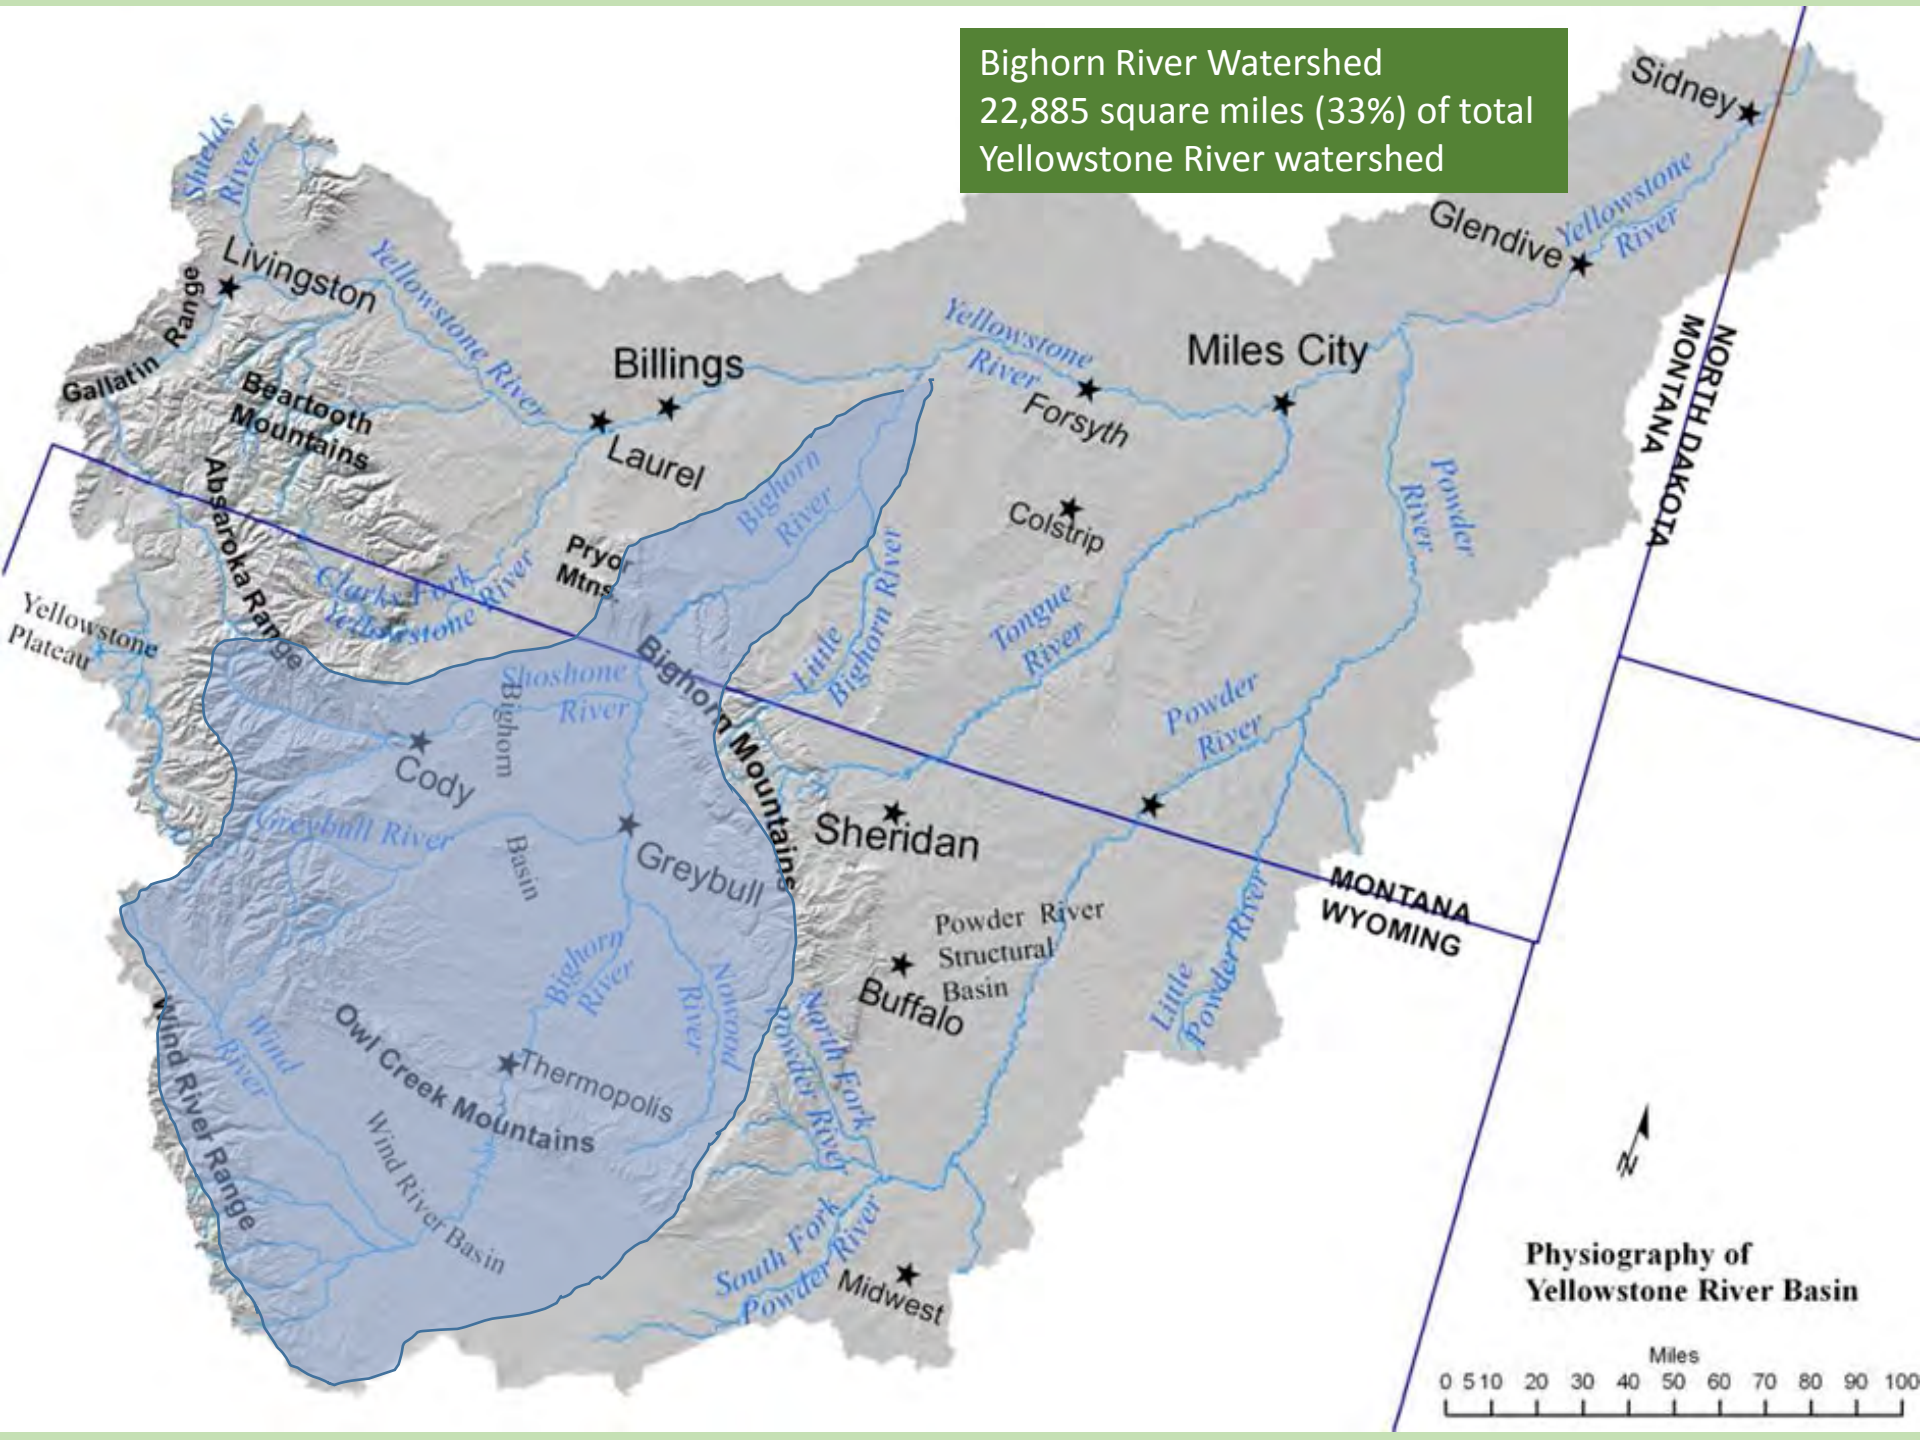 Bighorn River Watershed
22,885 square miles (33%) of total
Yellowstone River watershed
Sidney
Shields
River
Yellowstone
River
Glendive
Livingston
Yellowstone River
Gallatin Range
Yellowstone
River
Miles City
Billings
NORTH DAKOTA
MONTANA
Beartooth
Mountains
Forsyth
Laurel
Bighorn
River
Powder
River
Absaroka Range
Colstrip
Pryor
Mtns.
Clarks Fork
Yellowstone River
Little
Bighorn River
Tongue
River
Yellowstone
Plateau
Shoshone
River
Bighorn Mountains
Powder
River
Bighorn
Basin
Cody
Greybull River
Greybull
Sheridan
MONTANA
WYOMING
Powder River
Structural
Basin
Buffalo
Little
Powder River
Bighorn
River
Nowood
River
North Fork
Powder River
Wind
River
Owl Creek Mountains
Thermopolis
Wind River Range
Wind River Basin
South Fork
Powder River
Midwest
N
Physiography of
Yellowstone River Basin
Miles
0 5 10 20 30 40 50 60 70 80 90 100